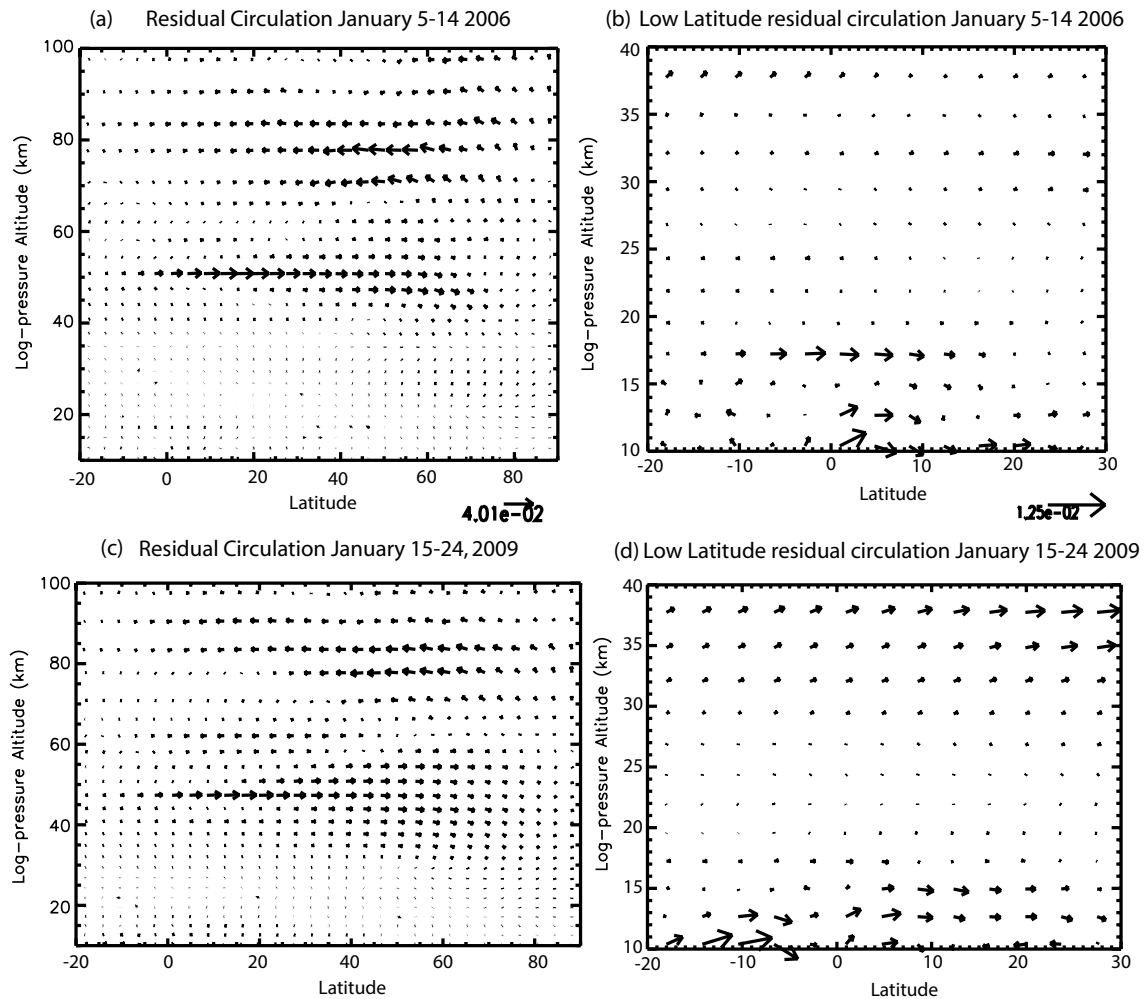 (a) Residual Circulation January 5-14 2006
100
80
60
40
20
Log-pressure Altitude (km)
-20 0 20 40 60 80
Latitude
4.01e-02
(b) Low Latitude residual circulation January 5-14 2006
40
35
30
25
20
15
10
Log-pressure Altitude (km)
-20 -10 0 10 20 30
Latitude
1.25e-02
(c) Residual Circulation January 15-24, 2009
100
80
60
40
20
Log-pressure Altitude (km)
-20 0 20 40 60 80
Latitude
(d) Low Latitude residual circulation January 15-24 2009
40
35
30
25
20
15
10
Log-pressure Altitude (km)
-20 -10 0 10 20 30
Latitude